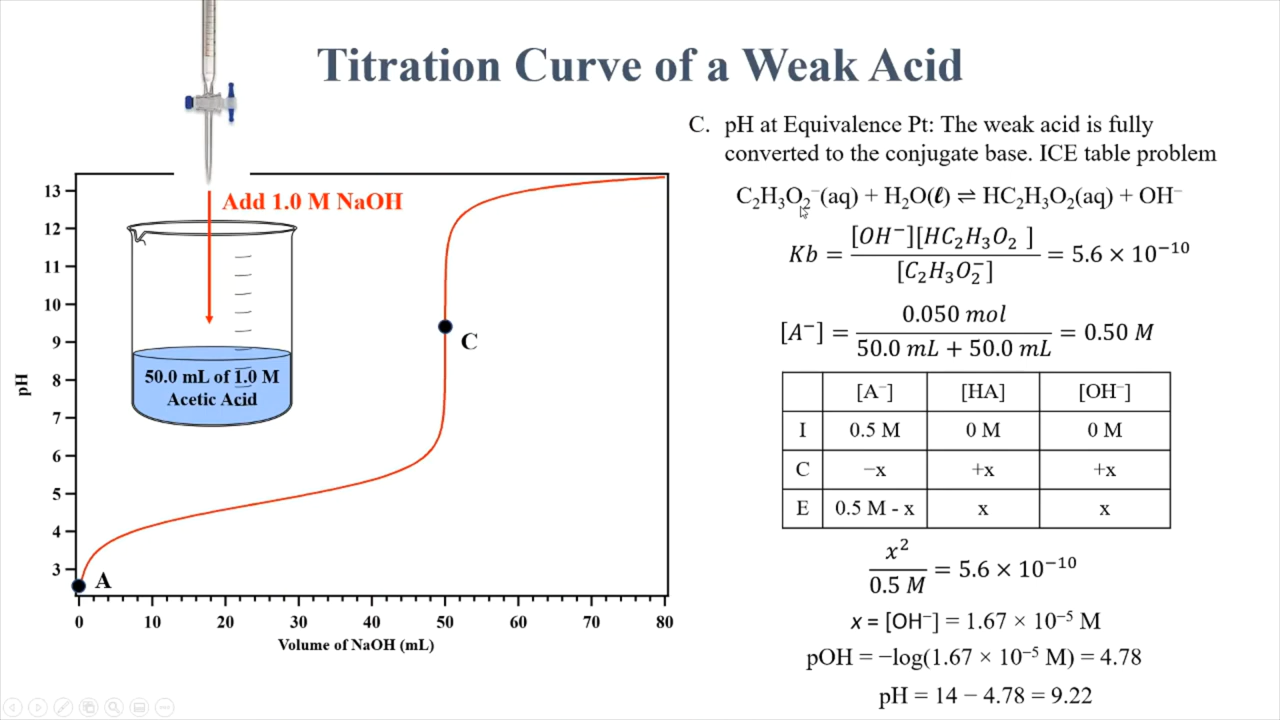 Titration Curve of a Weak Acid
Add 1.0 M NaOH
50.0 mL of 1.0 M
Acetic Acid
pH
13
12
11
10
9
8
7
6
5
4
3
C
A
0 10 20 30 40 50 60 70 80
Volume of NaOH (mL)
C. pH at Equivalence Pt: The weak acid is fully
converted to the conjugate base. ICE table problem
C₂H₃O₂⁻(aq) + H₂O(ℓ) ⇌ HC₂H₃O₂(aq) + OH⁻
Kb = [OH⁻][HC₂H₃O₂ ] / [C₂H₃O₂⁻] = 5.6 × 10⁻¹⁰
[A⁻] = 0.050 mol / 50.0 mL + 50.0 mL = 0.50 M
[A⁻] [HA] [OH⁻]
I 0.5 M 0 M 0 M
C −x +x +x
E 0.5 M - x x x
x² / 0.5 M = 5.6 × 10⁻¹⁰
x = [OH⁻] = 1.67 × 10⁻⁵ M
pOH = −log(1.67 × 10⁻⁵ M) = 4.78
pH = 14 − 4.78 = 9.22